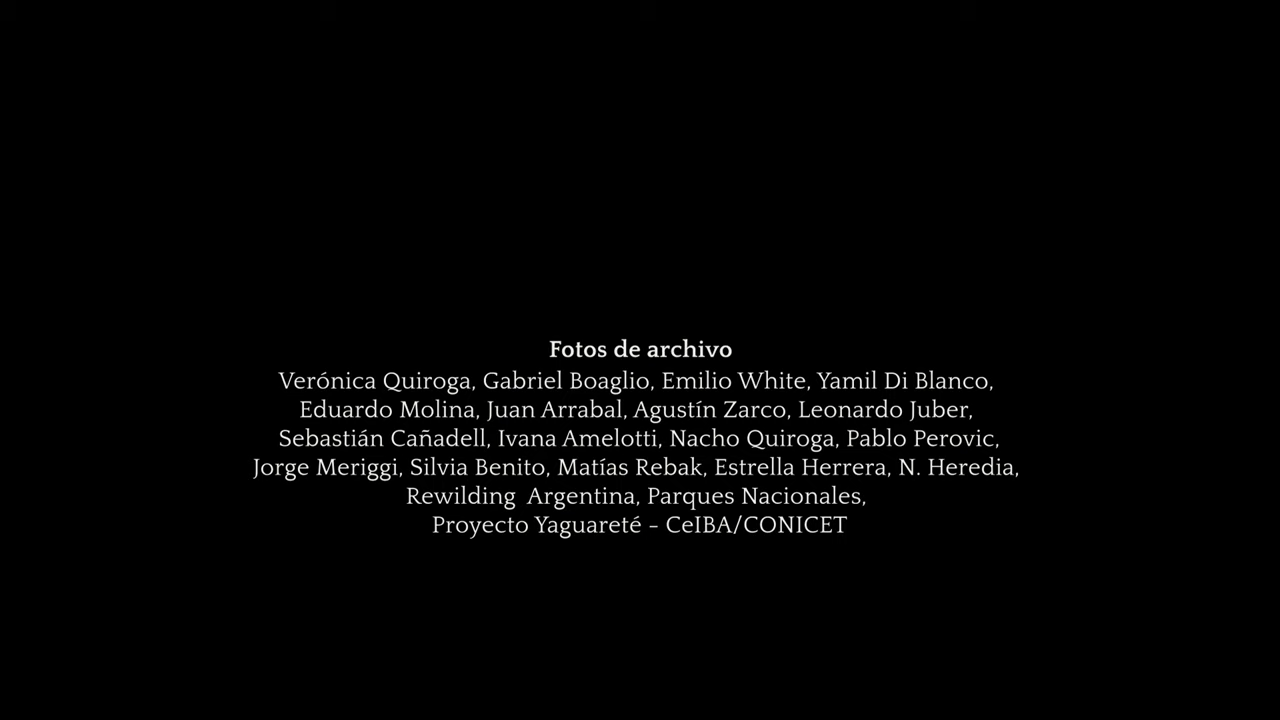 Fotos de archivo
Verónica Quiroga, Gabriel Boaglio, Emilio White, Yamil Di Blanco,
Eduardo Molina, Juan Arrabal, Agustín Zarco, Leonardo Juber,
Sebastián Cañadell, Ivana Amelotti, Nacho Quiroga, Pablo Perovic,
Jorge Meriggi, Silvia Benito, Matías Rebak, Estrella Herrera, N. Heredia,
Rewilding  Argentina, Parques Nacionales,
Proyecto Yaguareté - CeIBA/CONICET